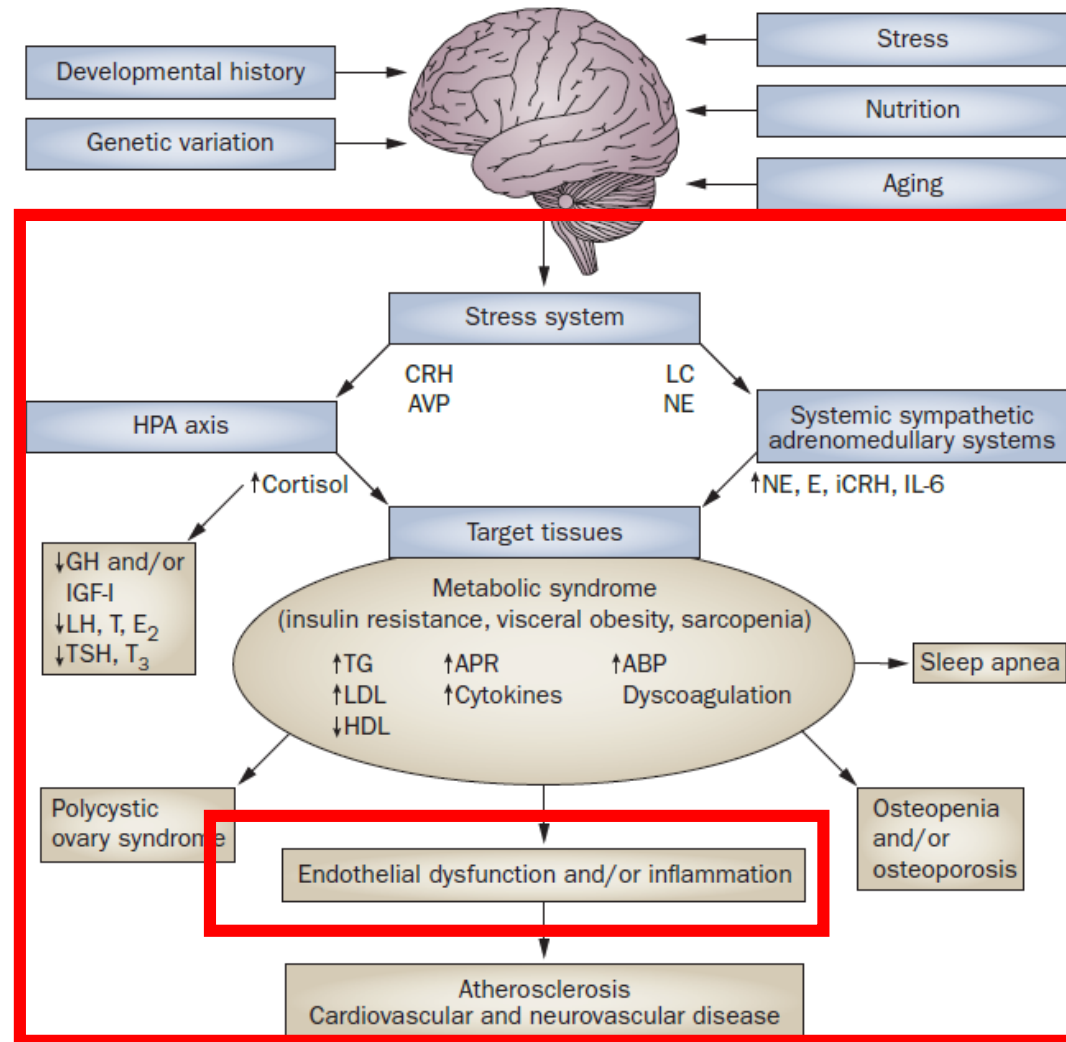 Developmental history
Genetic variation
Stress
Nutrition
Aging
Stress system
CRH
AVP
LC
NE
HPA axis
Systemic sympathetic
adrenomedullary systems
↑Cortisol
↑NE, E, iCRH, IL-6
Target tissues
↓GH and/or
IGF-I
↓LH, T, E₂
↓TSH, T₃
Metabolic syndrome
(insulin resistance, visceral obesity, sarcopenia)
↑TG ↑APR ↑ABP
↑LDL ↑Cytokines Dyscoagulation
↓HDL
Sleep apnea
Polycystic
ovary syndrome
Osteopenia
and/or
osteoporosis
Endothelial dysfunction and/or inflammation
Atherosclerosis
Cardiovascular and neurovascular disease